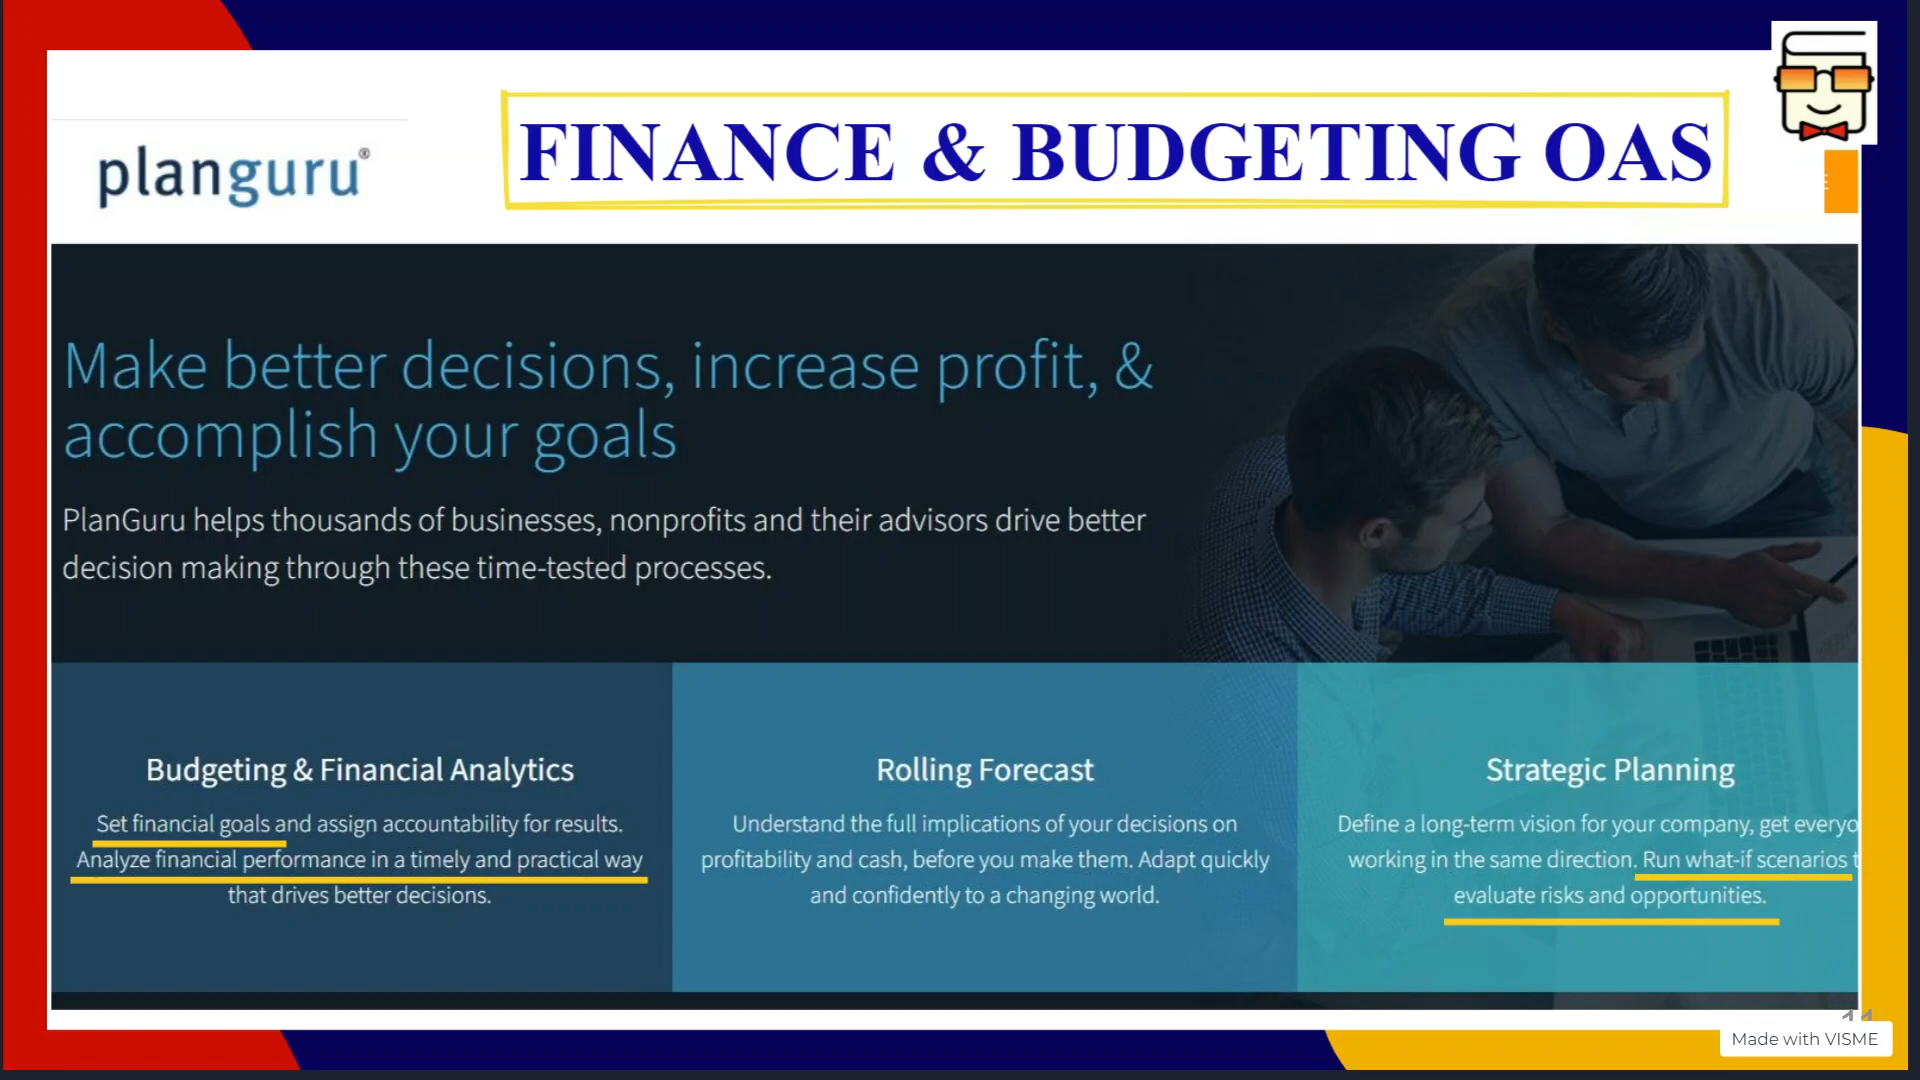 FINANCE & BUDGETING OAS
planguru®
Make better decisions, increase profit, &
accomplish your goals
PlanGuru helps thousands of businesses, nonprofits and their advisors drive better
decision making through these time-tested processes.
Budgeting & Financial Analytics
Set financial goals and assign accountability for results.
Analyze financial performance in a timely and practical way
that drives better decisions.
Rolling Forecast
Understand the full implications of your decisions on
profitability and cash, before you make them. Adapt quickly
and confidently to a changing world.
Strategic Planning
Define a long-term vision for your company, get everyo
working in the same direction. Run what-if scenarios t
evaluate risks and opportunities.
11
Made with VISME